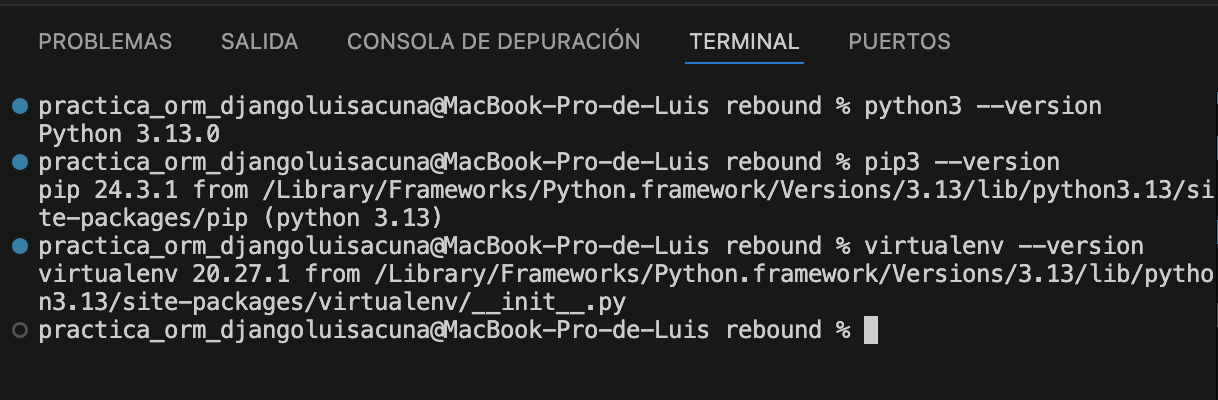 PROBLEMAS SALIDA CONSOLA DE DEPURACIÓN TERMINAL PUERTOS
practica_orm_djangoluisacuna@MacBook-Pro-de-Luis rebound % python3 --version
Python 3.13.0
practica_orm_djangoluisacuna@MacBook-Pro-de-Luis rebound % pip3 --version
pip 24.3.1 from /Library/Frameworks/Python.framework/Versions/3.13/lib/python3.13/si
te-packages/pip (python 3.13)
practica_orm_djangoluisacuna@MacBook-Pro-de-Luis rebound % virtualenv --version
virtualenv 20.27.1 from /Library/Frameworks/Python.framework/Versions/3.13/lib/pytho
n3.13/site-packages/virtualenv/__init__.py
practica_orm_djangoluisacuna@MacBook-Pro-de-Luis rebound %